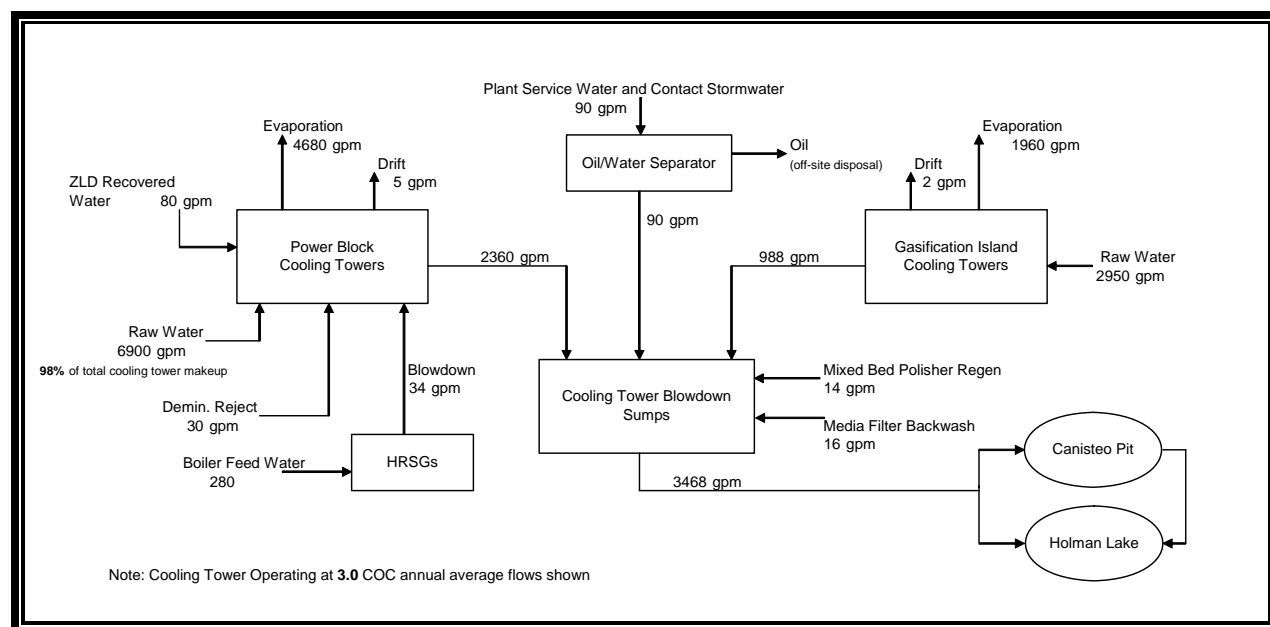 Plant Service Water and Contact Stormwater
90 gpm
Evaporation
4680 gpm
Drift
5 gpm
ZLD Recovered
Water 80 gpm
Power Block
Cooling Towers
Oil/Water Separator
Oil
(off-site disposal)
90 gpm
Evaporation
1960 gpm
Drift
2 gpm
Gasification Island
Cooling Towers
Raw Water
2950 gpm
2360 gpm
988 gpm
Raw Water
6900 gpm
98% of total cooling tower makeup
Blowdown
34 gpm
Demin. Reject
30 gpm
Boiler Feed Water
280
HRSGs
Cooling Tower Blowdown
Sumps
Mixed Bed Polisher Regen
14 gpm
Media Filter Backwash
16 gpm
3468 gpm
Canisteo Pit
Holman Lake
Note: Cooling Tower Operating at 3.0 COC annual average flows shown